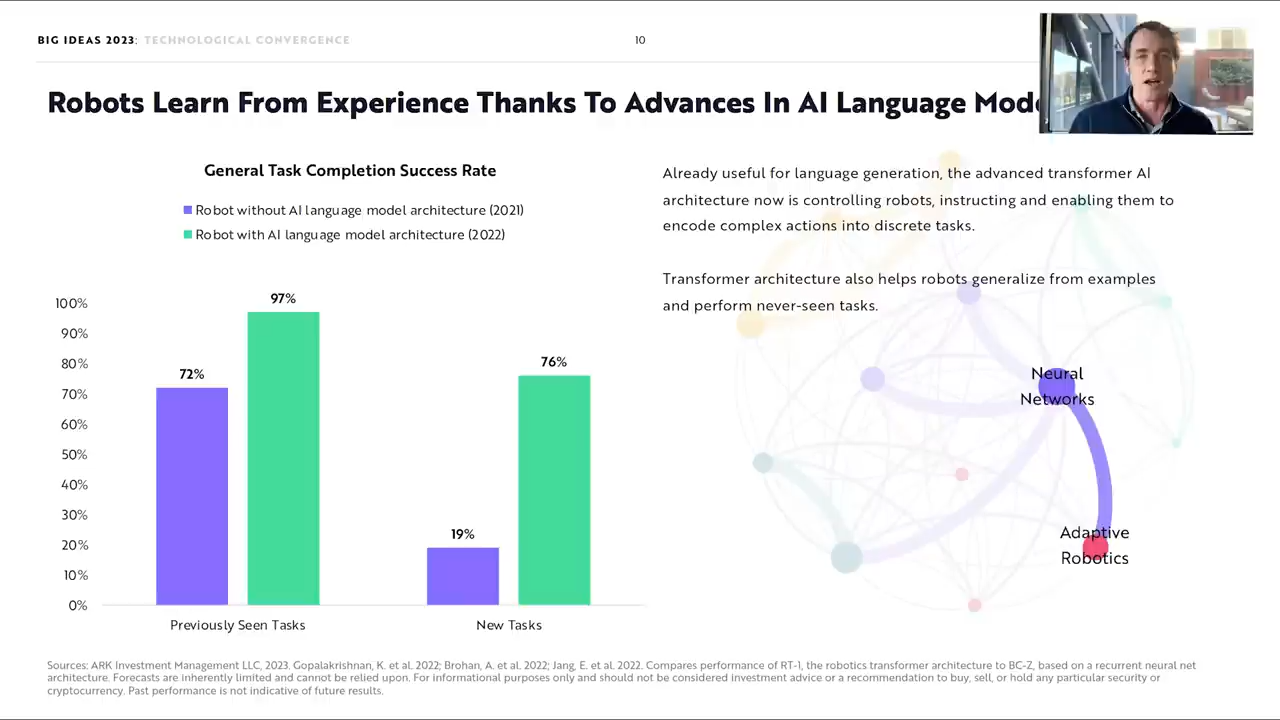 BIG IDEAS 2023: TECHNOLOGICAL CONVERGENCE
10
Robots Learn From Experience Thanks To Advances In AI Language
General Task Completion Success Rate
Robot without AI language model architecture (2021)
Robot with AI language model architecture (2022)
100%
90%
80%
70%
60%
50%
40%
30%
20%
10%
0%
72%
97%
19%
76%
Previously Seen Tasks
New Tasks
Already useful for language generation, the advanced transformer AI
architecture now is controlling robots, instructing and enabling them to
encode complex actions into discrete tasks.
Transformer architecture also helps robots generalize from examples
and perform never-seen tasks.
Neural
Networks
Adaptive
Robotics
Sources: ARK Investment Management LLC, 2023. Gopalakrishnan, K. et al. 2022; Brohan, A. et al. 2022; Jang, E. et al. 2022. Compares performance of RT-1, the robotics transformer architecture to BC-Z, based on a recurrent neural net
architecture. Forecasts are inherently limited and cannot be relied upon. For informational purposes only and should not be considered investment advice or a recommendation to buy, sell, or hold any particular security or
cryptocurrency. Past performance is not indicative of future results.